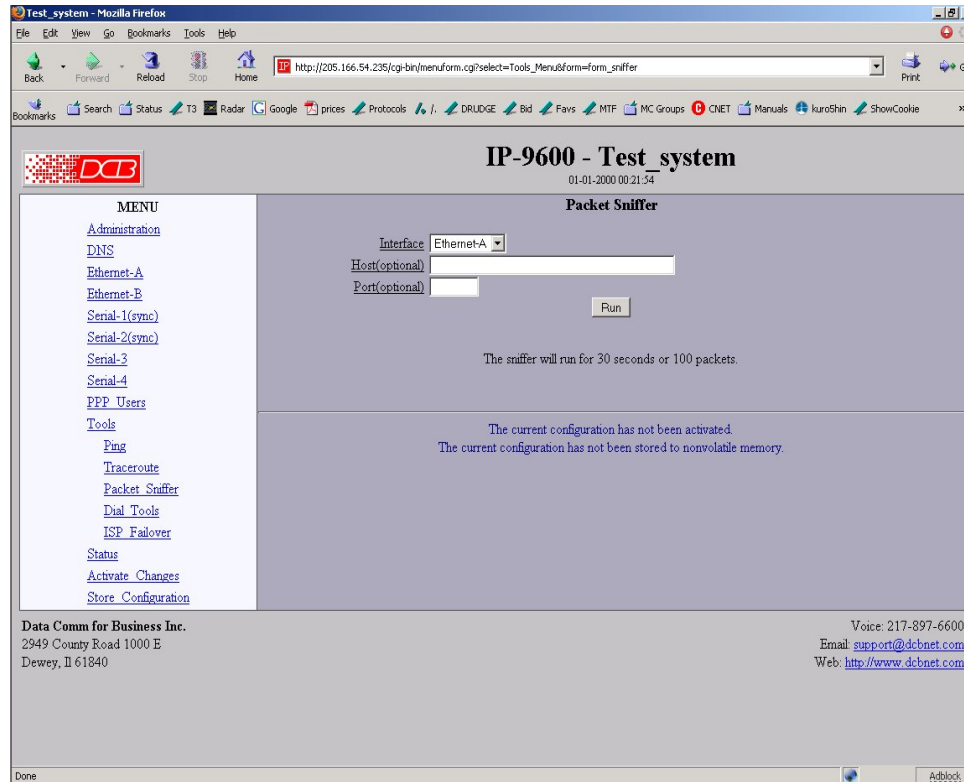 Test_system - Mozilla Firefox
File Edit View Go Bookmarks Tools Help
Back Forward Reload Stop Home
IP http://205.166.54.235/cgi-bin/menuform.cgi?select=Tools_Menu&form=form_sniffer
Print
Bookmarks Search Status T3 Radar Google prices Protocols /. DRUDGE Bid Favs MTF MC Groups CNET Manuals kuro5hin ShowCookie »
DCB
IP-9600 - Test_system
01-01-2000 00:21:54
MENU
Administration
DNS
Ethernet-A
Ethernet-B
Serial-1(sync)
Serial-2(sync)
Serial-3
Serial-4
PPP Users
Tools
Ping
Traceroute
Packet Sniffer
Dial Tools
ISP Failover
Status
Activate Changes
Store Configuration
Packet Sniffer
Interface Ethernet-A
Host(optional)
Port(optional)
Run
The sniffer will run for 30 seconds or 100 packets.
The current configuration has not been activated.
The current configuration has not been stored to nonvolatile memory.
Data Comm for Business Inc.
2949 County Road 1000 E
Dewey, Il 61840
Voice: 217-897-6600
Email: support@dcbnet.com
Web: http://www.dcbnet.com
Done
Adblock